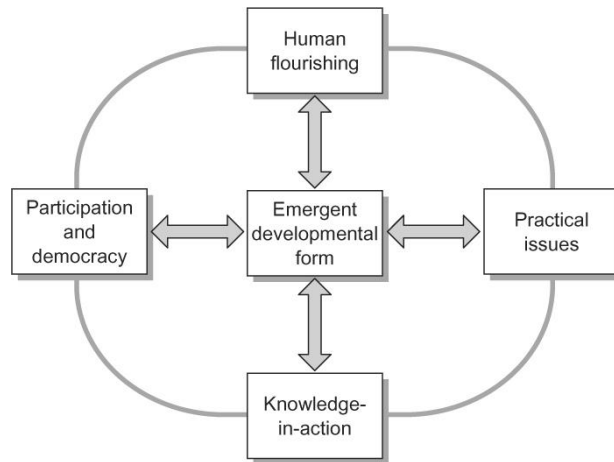 Human
flourishing
Participation
and
democracy
Emergent
developmental
form
Practical
issues
Knowledge-
in-action